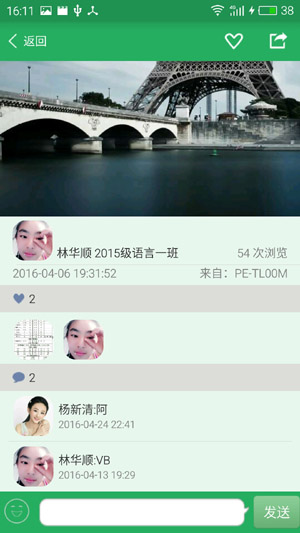 16:11
4G
38
返回
林华顺 2015级语言一班
54 次浏览
2016-04-06 19:31:52
来自：PE-TL00M
2
2
杨新清:阿
2016-04-24 22:41
林华顺:VB
2016-04-13 19:29
发送